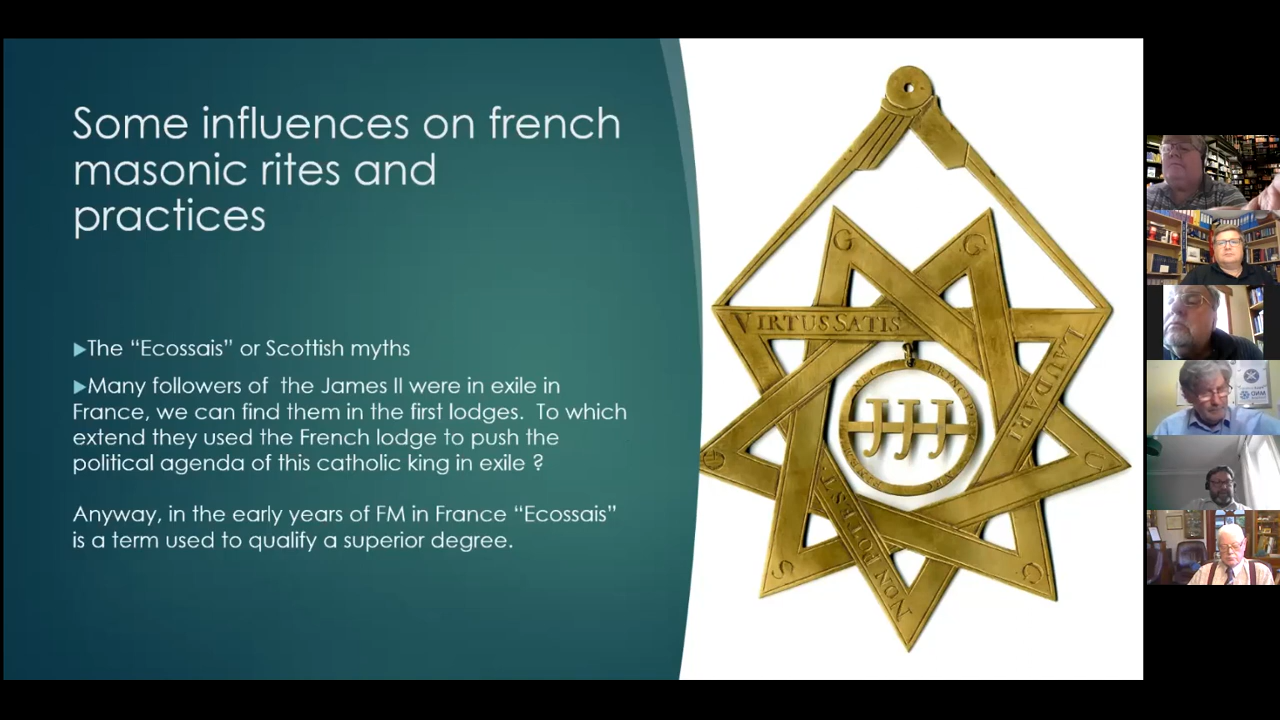 Some influences on french
masonic rites and
practices
The “Ecossais” or Scottish myths
Many followers of the James II were in exile in
France, we can find them in the first lodges. To which
extend they used the French lodge to push the
political agenda of this catholic king in exile ?
Anyway, in the early years of FM in France “Ecossais”
is a term used to qualify a superior degree.
G
G
VIRTUS SATIS
LAUDARI
NON POTEST.
JJJ
S
G